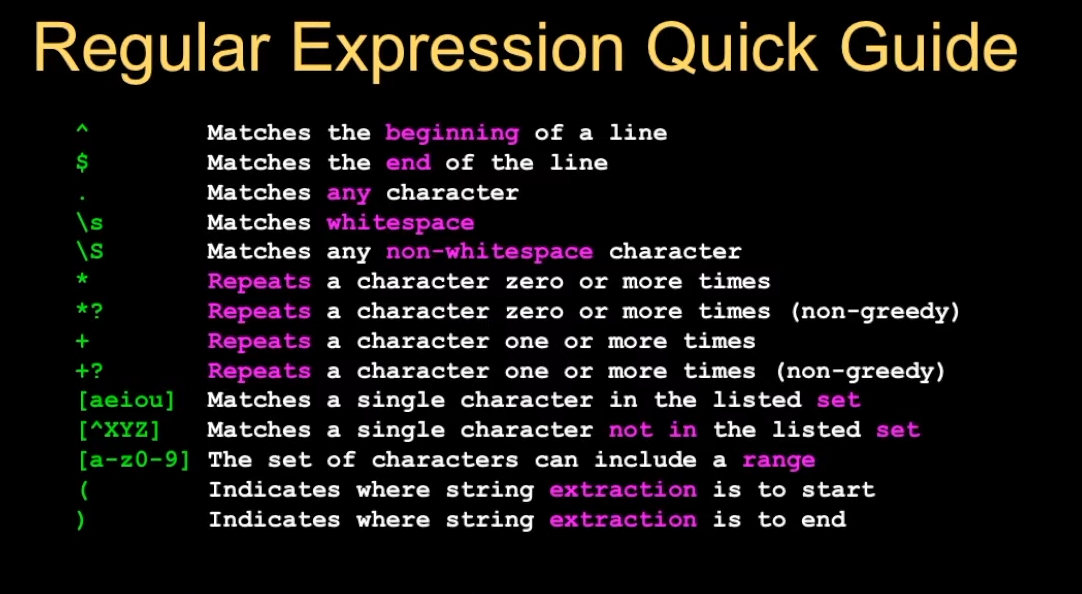 Regular Expression Quick Guide
^ Matches the beginning of a line
$ Matches the end of the line
. Matches any character
\s Matches whitespace
\S Matches any non-whitespace character
* Repeats a character zero or more times
*? Repeats a character zero or more times (non-greedy)
+ Repeats a character one or more times
+? Repeats a character one or more times (non-greedy)
[aeiou] Matches a single character in the listed set
[^XYZ] Matches a single character not in the listed set
[a-z0-9] The set of characters can include a range
( Indicates where string extraction is to start
) Indicates where string extraction is to end